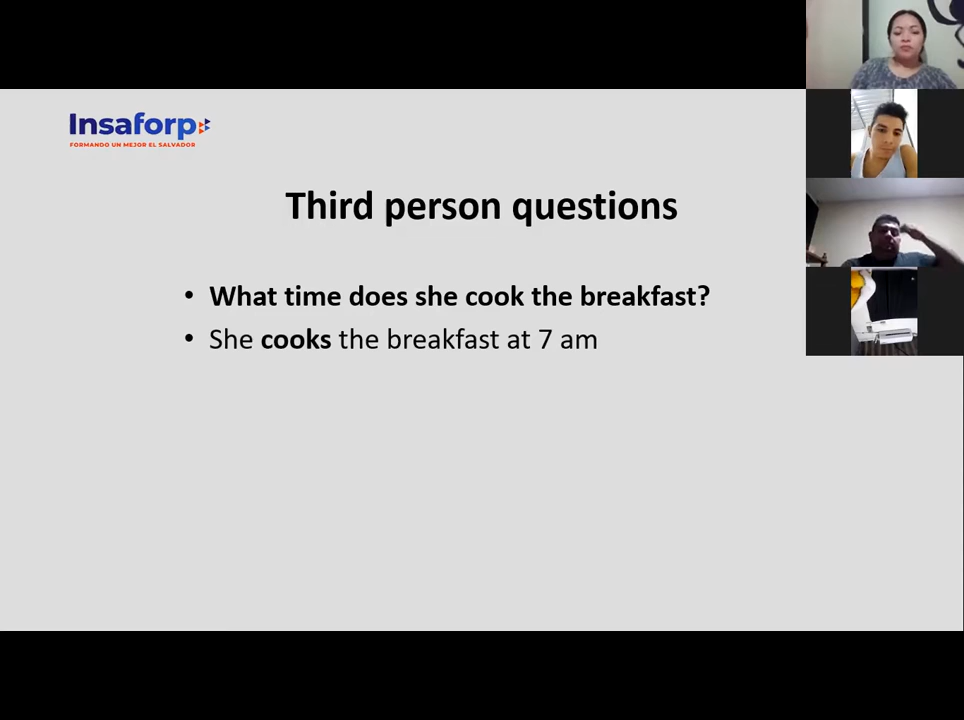 Insaforp
FORMANDO UN MEJOR EL SALVADOR
Third person questions
• What time does she cook the breakfast?
• She cooks the breakfast at 7 am